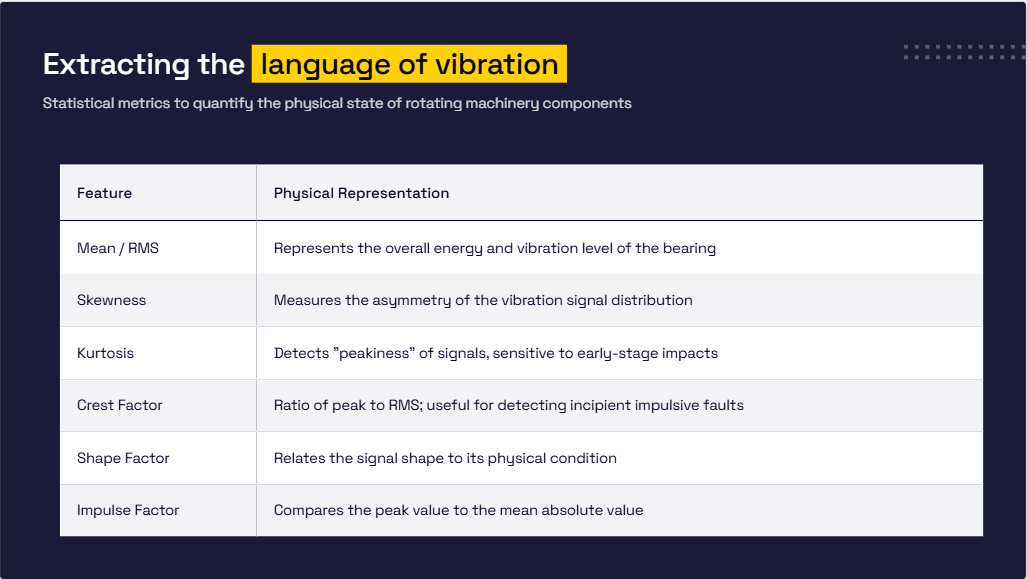 Extracting the language of vibration
Statistical metrics to quantify the physical state of rotating machinery components
Feature Physical Representation
Mean / RMS Represents the overall energy and vibration level of the bearing
Skewness Measures the asymmetry of the vibration signal distribution
Kurtosis Detects ”peakiness” of signals, sensitive to early-stage impacts
Crest Factor Ratio of peak to RMS; useful for detecting incipient impulsive faults
Shape Factor Relates the signal shape to its physical condition
Impulse Factor Compares the peak value to the mean absolute value